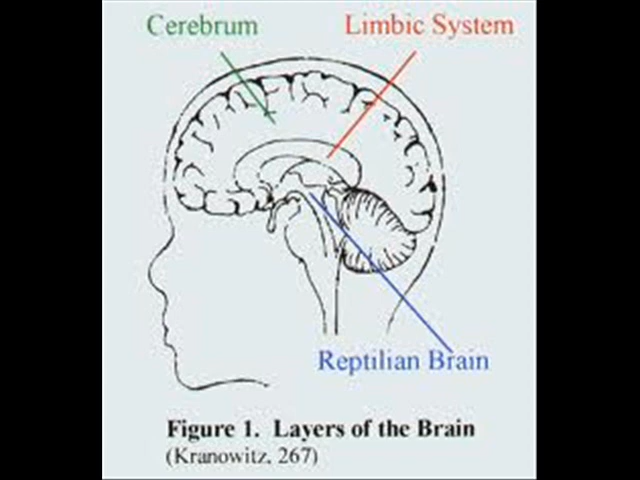 Cerebrum
Limbic System
Reptilian Brain
Figure 1. Layers of the Brain
(Kranowitz, 267)